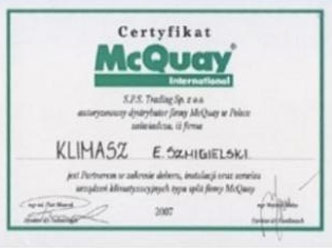 Certyfikat
McQuay®
International
S.P.S. Trading Sp. z o.o.
autoryzowany dystrybutor firmy McQuay w Polsce
zaświadcza, iż firma
KLIMASZ E. SZMIGIELSKI
jest Partnerem w zakresie doboru, instalacji oraz serwisu
urządzeń klimatyzacyjnych typu split firmy McQuay
2007